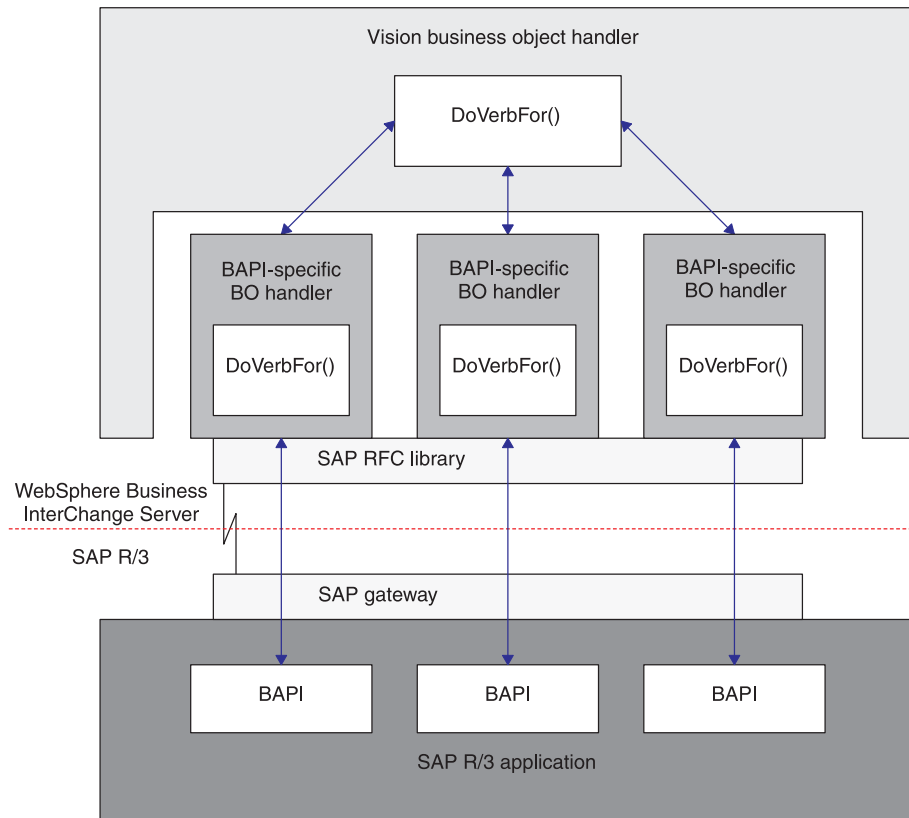 Vision business object handler
DoVerbFor()
BAPI-specific
BO handler
BAPI-specific
BO handler
BAPI-specific
BO handler
DoVerbFor()
DoVerbFor()
DoVerbFor()
SAP RFC library
WebSphere Business
InterChange Server
SAP R/3
SAP gateway
BAPI
BAPI
BAPI
SAP R/3 application